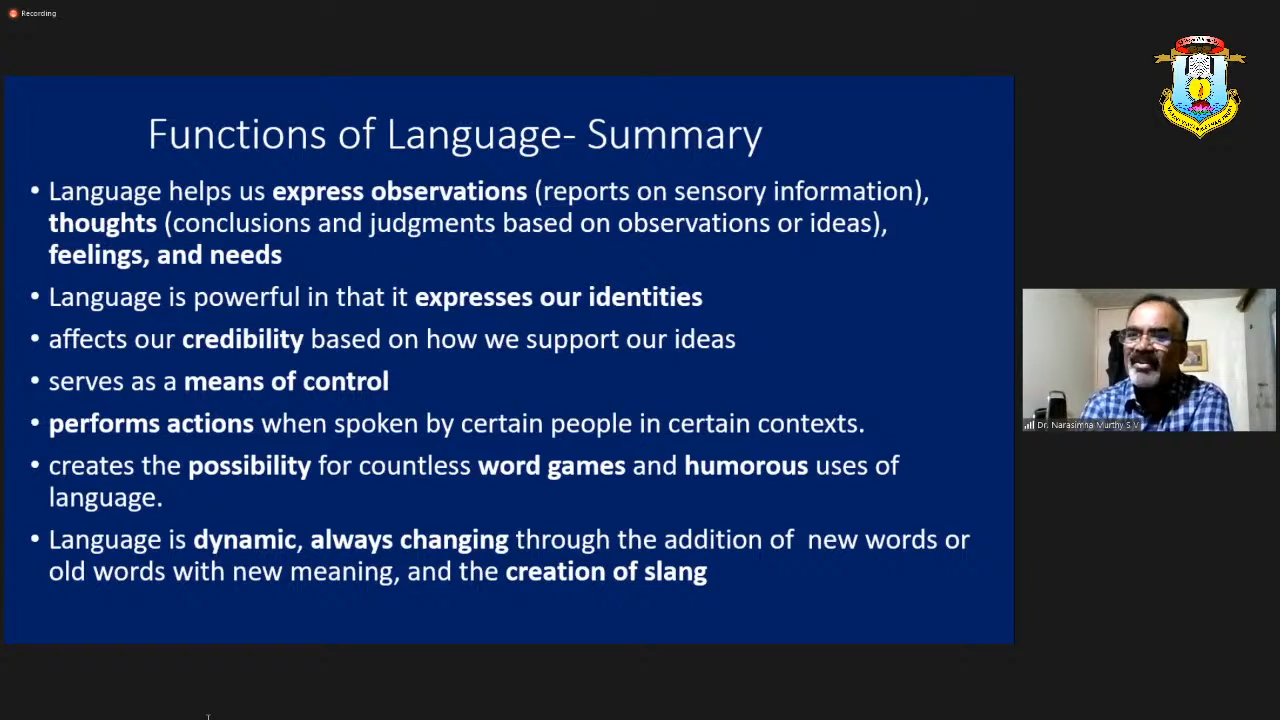 Recording
Functions of Language- Summary
• Language helps us express observations (reports on sensory information),
thoughts (conclusions and judgments based on observations or ideas),
feelings, and needs
• Language is powerful in that it expresses our identities
• affects our credibility based on how we support our ideas
• serves as a means of control
• performs actions when spoken by certain people in certain contexts.
• creates the possibility for countless word games and humorous uses of
language.
• Language is dynamic, always changing through the addition of new words or
old words with new meaning, and the creation of slang
Dr. Narasimha Murthy S V